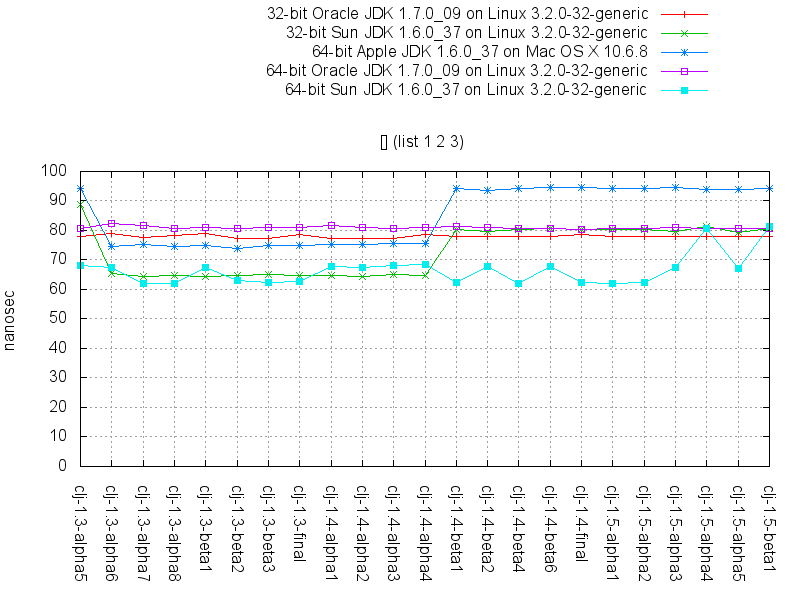 32-bit Oracle JDK 1.7.0_09 on Linux 3.2.0-32-generic
32-bit Sun JDK 1.6.0_37 on Linux 3.2.0-32-generic
64-bit Apple JDK 1.6.0_37 on Mac OS X 10.6.8
64-bit Oracle JDK 1.7.0_09 on Linux 3.2.0-32-generic
64-bit Sun JDK 1.6.0_37 on Linux 3.2.0-32-generic
[] (list 1 2 3)
nanosec
100
90
80
70
60
50
40
30
20
10
0
clj-1.3-alpha5
clj-1.3-alpha6
clj-1.3-alpha7
clj-1.3-alpha8
clj-1.3-beta1
clj-1.3-beta2
clj-1.3-beta3
clj-1.3-final
clj-1.4-alpha1
clj-1.4-alpha2
clj-1.4-alpha3
clj-1.4-alpha4
clj-1.4-beta1
clj-1.4-beta2
clj-1.4-beta4
clj-1.4-beta6
clj-1.4-final
clj-1.5-alpha1
clj-1.5-alpha2
clj-1.5-alpha3
clj-1.5-alpha4
clj-1.5-alpha5
clj-1.5-beta1